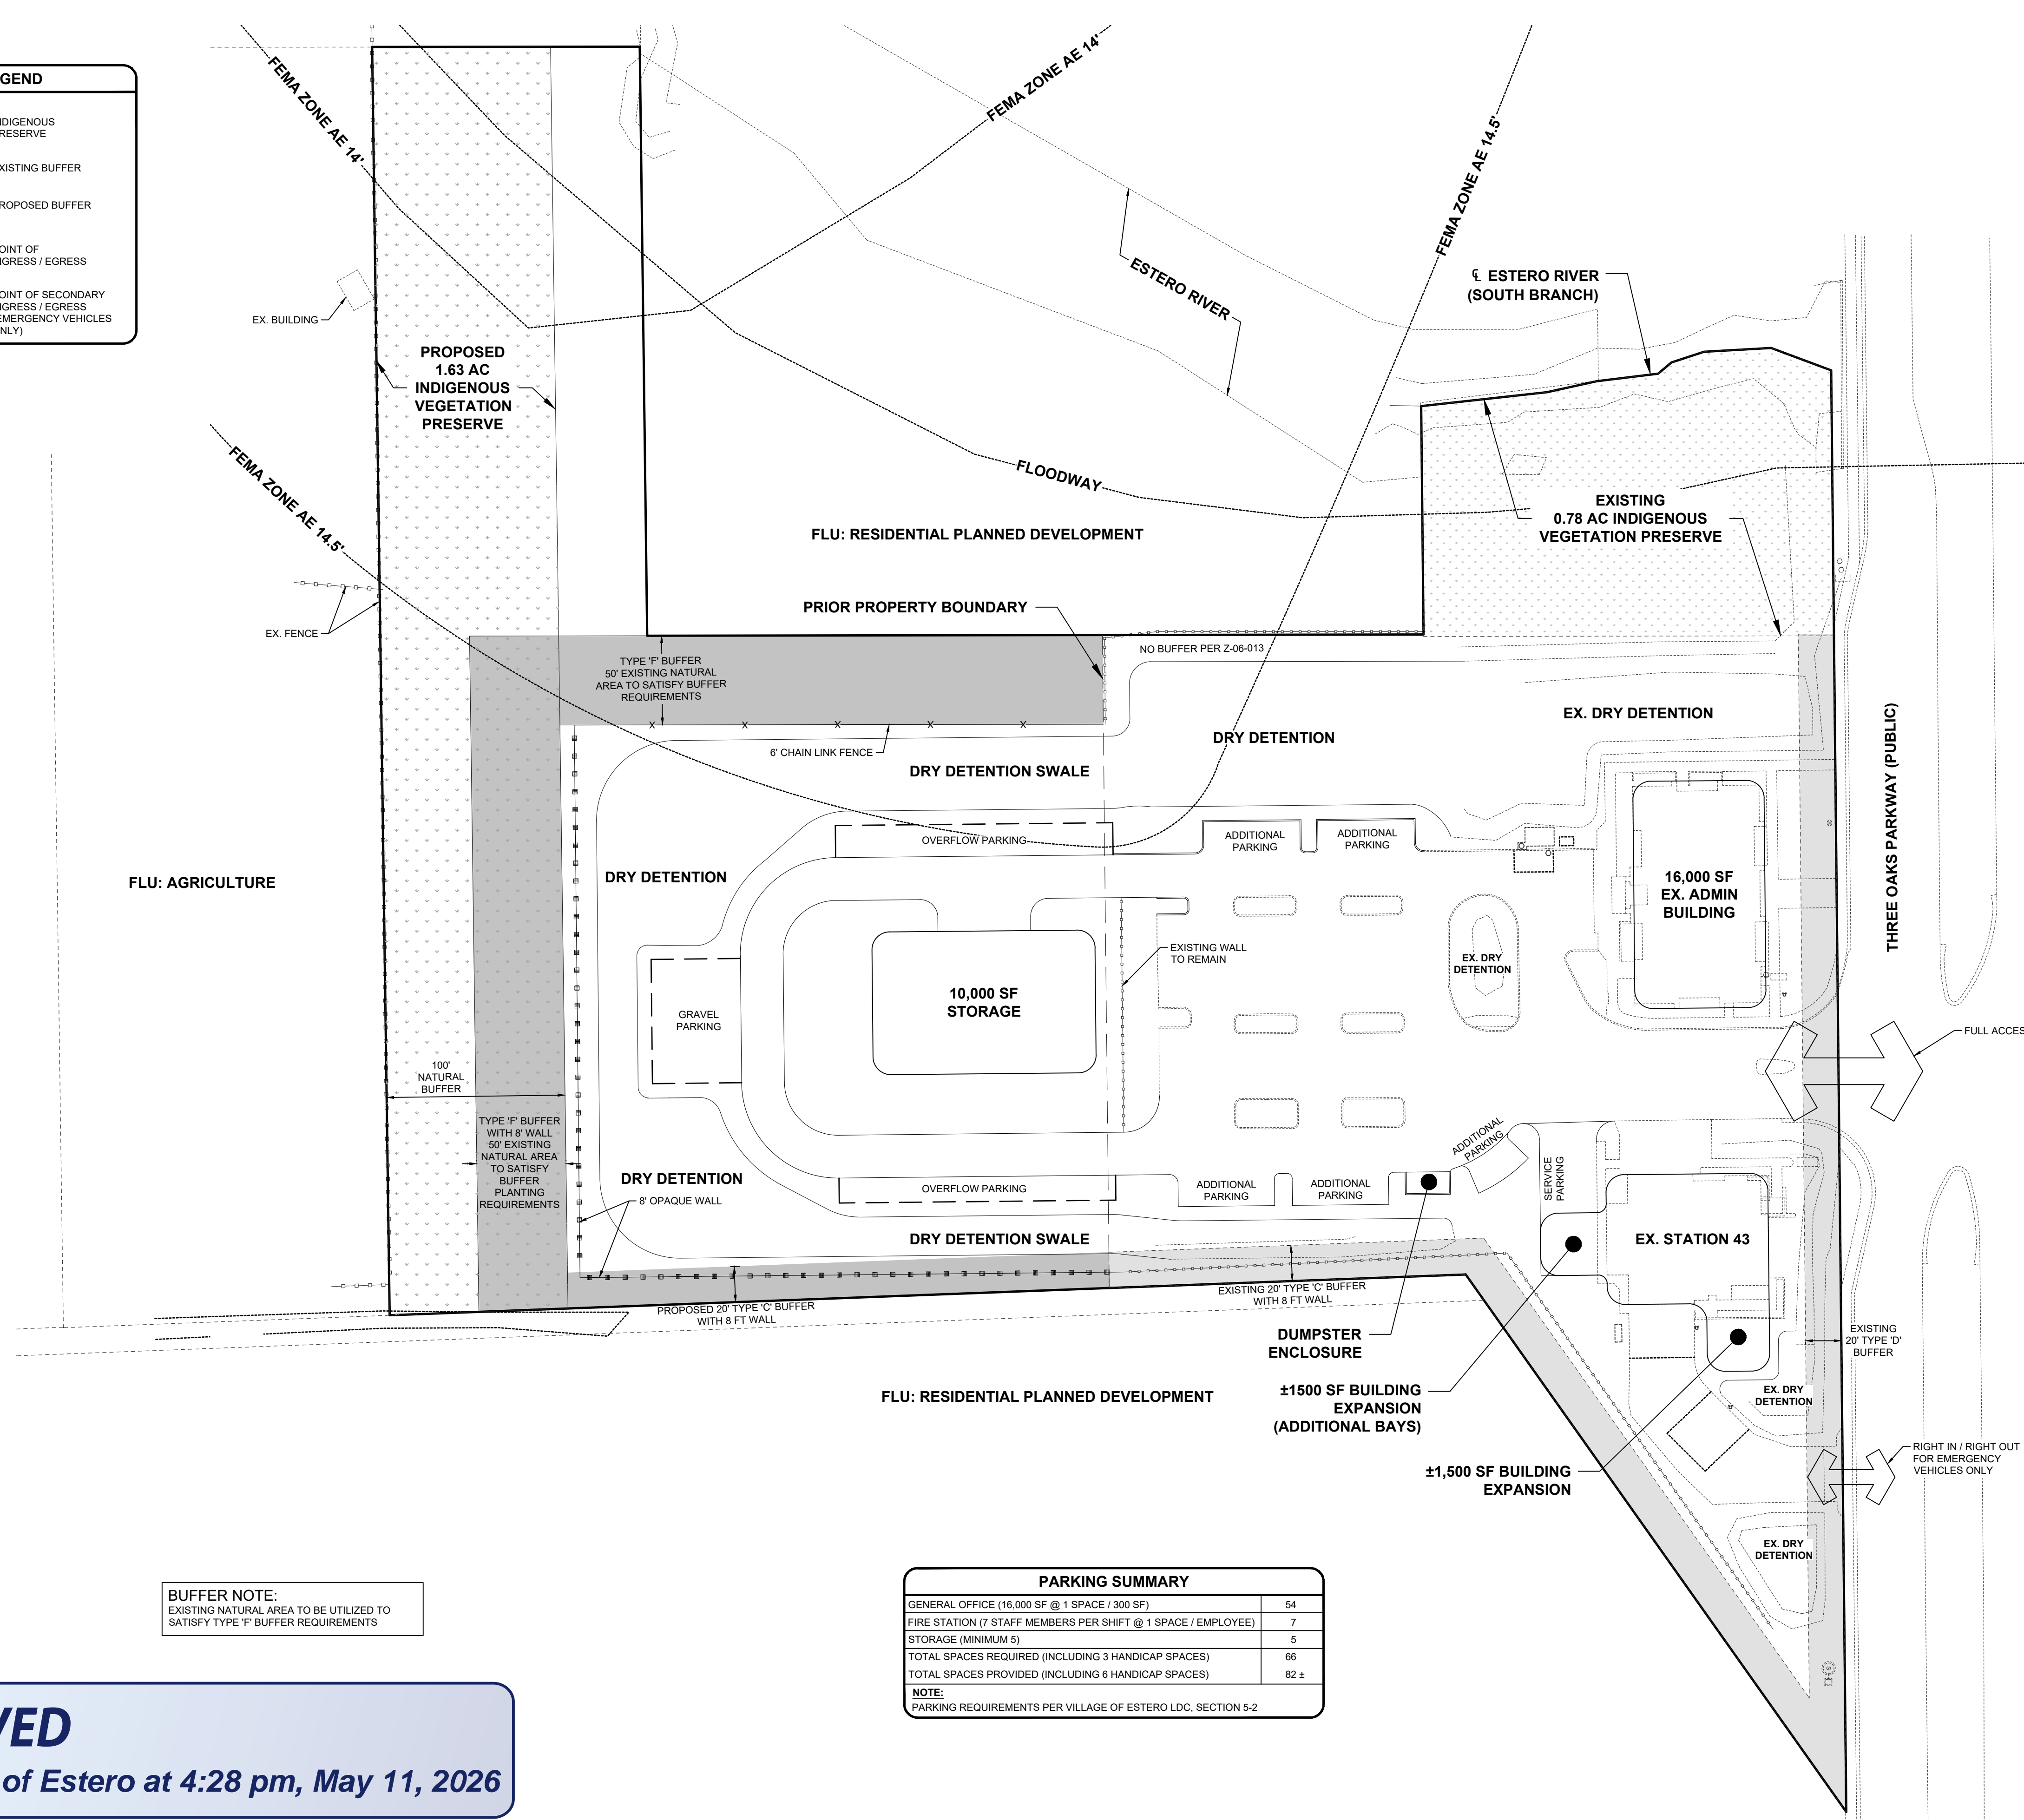 GEND
NDIGENOUS
RESERVE
XISTING BUFFER
ROPOSED BUFFER
OINT OF
NGRESS / EGRESS
OINT OF SECONDARY
NGRESS / EGRESS
EMERGENCY VEHICLES
NLY)
FEMA ZONE AE 14'
FEMA ZONE AE 14'
FEMA ZONE AE 14.5'
ESTERO RIVER
℄ ESTERO RIVER
(SOUTH BRANCH)
EX. BUILDING
PROPOSED
1.63 AC
INDIGENOUS
VEGETATION
PRESERVE
FEMA ZONE AE 14.5'
FLOODWAY
EXISTING
0.78 AC INDIGENOUS
VEGETATION PRESERVE
FLU: RESIDENTIAL PLANNED DEVELOPMENT
PRIOR PROPERTY BOUNDARY
EX. FENCE
NO BUFFER PER Z-06-013
TYPE 'F' BUFFER
50' EXISTING NATURAL
AREA TO SATISFY BUFFER
REQUIREMENTS
X X X X X
6' CHAIN LINK FENCE
EX. DRY DETENTION
DRY DETENTION
DRY DETENTION SWALE
THREE OAKS PARKWAY (PUBLIC)
OVERFLOW PARKING
ADDITIONAL
PARKING
ADDITIONAL
PARKING
FLU: AGRICULTURE
DRY DETENTION
16,000 SF
EX. ADMIN
BUILDING
EXISTING WALL
TO REMAIN
EX. DRY
DETENTION
10,000 SF
STORAGE
GRAVEL
PARKING
FULL ACCES
100'
NATURAL
BUFFER
TYPE 'F' BUFFER
WITH 8' WALL
50' EXISTING
NATURAL AREA
TO SATISFY
BUFFER
PLANTING
REQUIREMENTS
ADDITIONAL
PARKING
SERVICE
PARKING
DRY DETENTION
8' OPAQUE WALL
OVERFLOW PARKING
ADDITIONAL
PARKING
ADDITIONAL
PARKING
DRY DETENTION SWALE
EX. STATION 43
PROPOSED 20' TYPE 'C' BUFFER
WITH 8 FT WALL
EXISTING 20' TYPE 'C' BUFFER
WITH 8 FT WALL
DUMPSTER
ENCLOSURE
EXISTING
20' TYPE 'D'
BUFFER
FLU: RESIDENTIAL PLANNED DEVELOPMENT
±1500 SF BUILDING
EXPANSION
(ADDITIONAL BAYS)
EX. DRY
DETENTION
±1,500 SF BUILDING
EXPANSION
RIGHT IN / RIGHT OUT
FOR EMERGENCY
VEHICLES ONLY
EX. DRY
DETENTION
S
BUFFER NOTE:
EXISTING NATURAL AREA TO BE UTILIZED TO
SATISFY TYPE 'F' BUFFER REQUIREMENTS
PARKING SUMMARY
GENERAL OFFICE (16,000 SF @ 1 SPACE / 300 SF) 54
FIRE STATION (7 STAFF MEMBERS PER SHIFT @ 1 SPACE / EMPLOYEE) 7
STORAGE (MINIMUM 5) 5
TOTAL SPACES REQUIRED (INCLUDING 3 HANDICAP SPACES) 66
TOTAL SPACES PROVIDED (INCLUDING 6 HANDICAP SPACES) 82 ±
NOTE:
PARKING REQUIREMENTS PER VILLAGE OF ESTERO LDC, SECTION 5-2
VED
of Estero at 4:28 pm, May 11, 2026